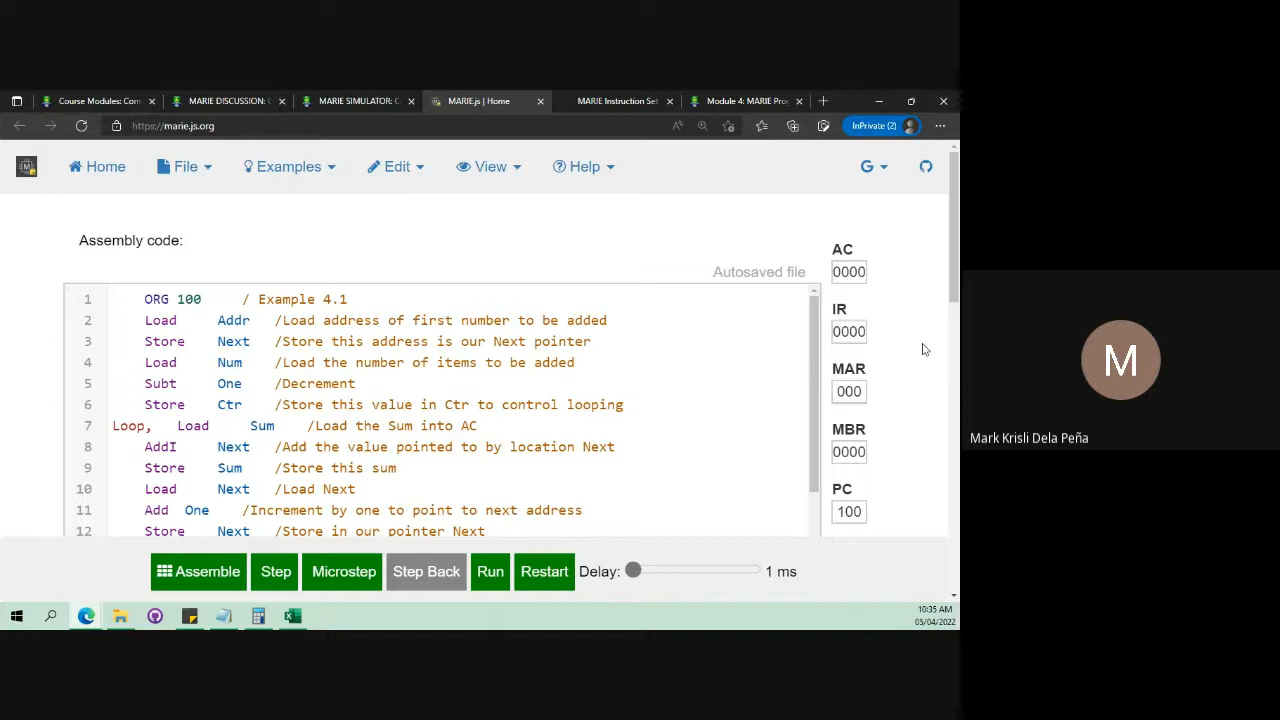 Course Modules: Com
MARIE DISCUSSION: C
MARIE SIMULATOR: C
MARIE.js | Home
MARIE Instruction Set
Module 4: MARIE Pro
https://marie.js.org
InPrivate (2)
Home
File
Examples
Edit
View
Help
Assembly code:
Autosaved file
1 ORG 100 / Example 4.1
2 Load Addr /Load address of first number to be added
3 Store Next /Store this address is our Next pointer
4 Load Num /Load the number of items to be added
5 Subt One /Decrement
6 Store Ctr /Store this value in Ctr to control looping
7 Loop, Load Sum /Load the Sum into AC
8 AddI Next /Add the value pointed to by location Next
9 Store Sum /Store this sum
10 Load Next /Load Next
11 Add One /Increment by one to point to next address
12 Store Next /Store in our pointer Next
AC
0000
IR
0000
MAR
000
MBR
0000
PC
100
Assemble
Step
Microstep
Step Back
Run
Restart
Delay:
1 ms
10:35 AM
05/04/2022
M
Mark Krisli Dela Peña